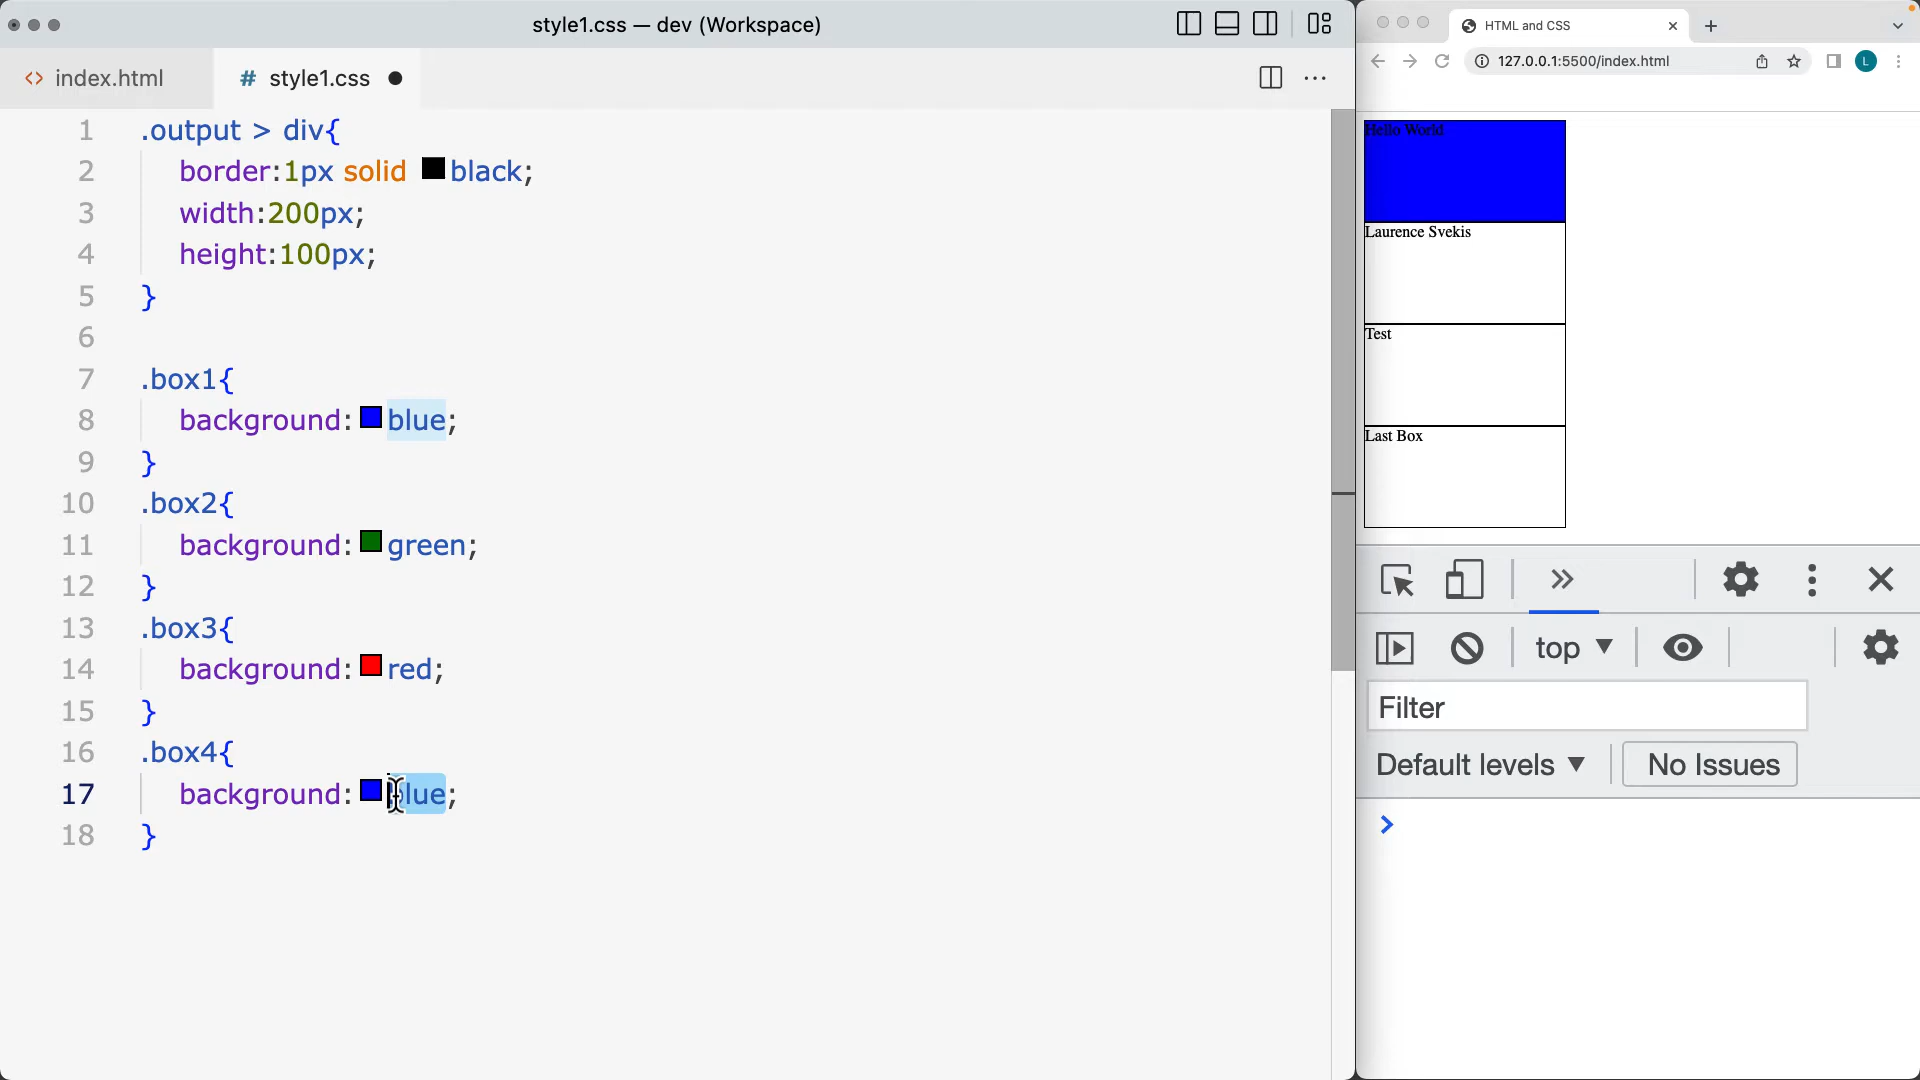 style1.css — dev (Workspace)
<> index.html
# style1.css
1 .output > div{
2 border:1px solid black;
3 width:200px;
4 height:100px;
5 }
6
7 .box1{
8 background: blue;
9 }
10 .box2{
11 background: green;
12 }
13 .box3{
14 background: red;
15 }
16 .box4{
17 background: blue;
18 }
HTML and CSS
127.0.0.1:5500/index.html
L
Hello World
Laurence Svekis
Test
Last Box
top
Filter
Default levels
No Issues